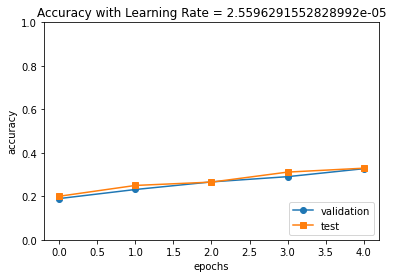 Accuracy with Learning Rate = 2.5596291552828992e-05
1.0
0.8
0.6
0.4
0.2
0.0
accuracy
0.0 0.5 1.0 1.5 2.0 2.5 3.0 3.5 4.0
epochs
validation
test